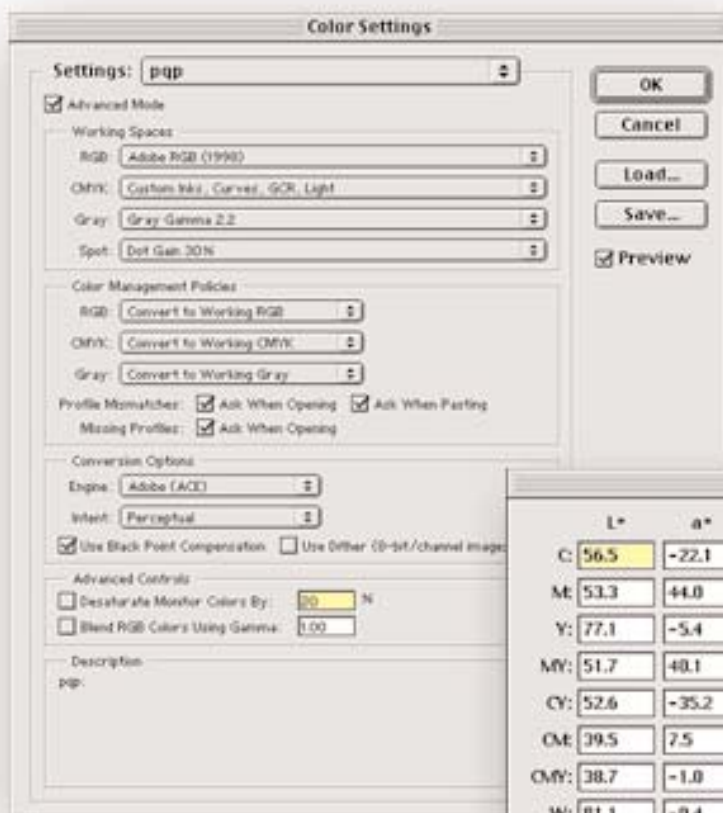 Color Settings
Settings: pqp
OK
Advanced Mode
Cancel
Working Spaces
RGB: Adobe RGB (1998)
Load...
CMYK: Custom Inks, Curves, GCR, Light
Gray: Gray Gamma 2.2
Save...
Spot: Dot Gain 30%
Preview
Color Management Policies
RGB: Convert to Working RGB
CMYK: Convert to Working CMYK
Gray: Convert to Working Gray
Profile Mismatches: Ask When Opening Ask When Pasting
Missing Profiles: Ask When Opening
Conversion Options
Engine: Adobe (ACE)
Intent: Perceptual
Use Black Point Compensation Use Dither (8-bit/channel image
L* a*
C: 56.5 -22.1
M: 53.3 44.0
Y: 77.1 -5.4
MY: 51.7 40.1
CY: 52.6 -35.2
CM: 39.5 7.5
CMY: 38.7 -1.0
W: 81.1 -0.4
Advanced Controls
Desaturate Monitor Colors By: 20 %
Blend RGB Colors Using Gamma: 1.00
Description
pqp: